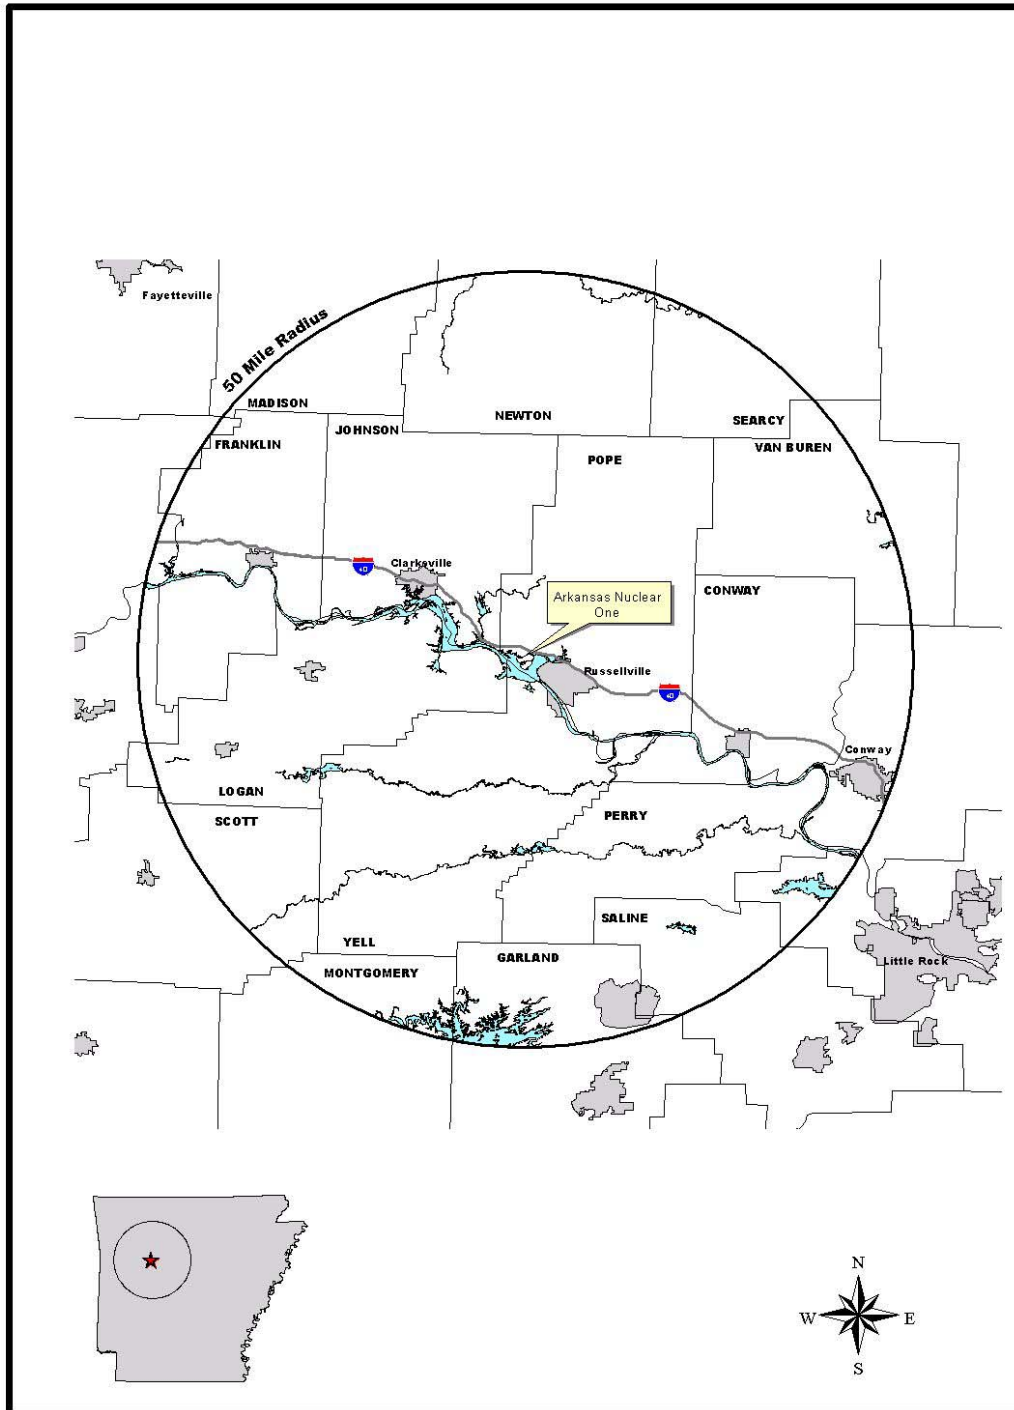 Fayetteville
50 Mile Radius
MADISON
NEWTON
SEARCY
JOHNSON
FRANKLIN
VAN BUREN
POPE
Clarksville
40
CONWAY
Arkansas Nuclear
One
Russellville
40
Conway
LOGAN
SCOTT
PERRY
SALINE
YELL
GARLAND
MONTGOMERY
Little Rock
N
W
E
S